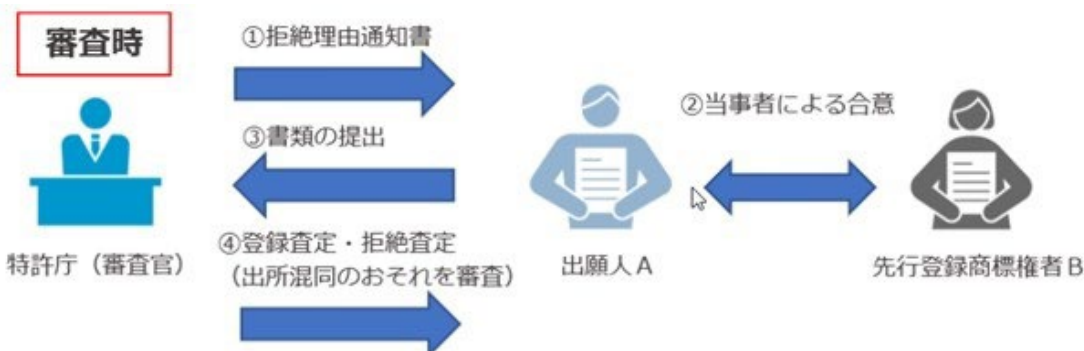 審査時
①拒絶理由通知書
②当事者による合意
③書類の提出
④登録査定・拒絶査定
(出所混同のおそれを審査)
特許庁(審査官)
出願人A
先行登録商標権者B